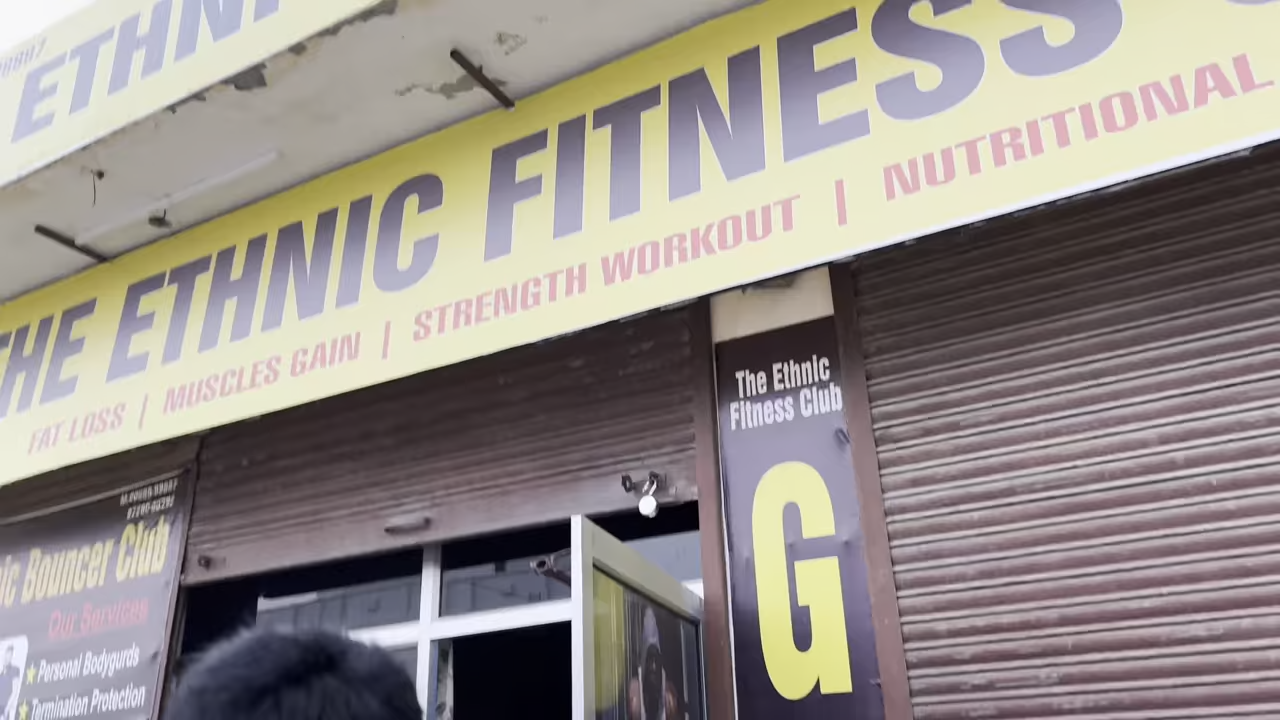 ETHNI
THE ETHNIC FITNESS
FAT LOSS | MUSCLES GAIN | STRENGTH WORKOUT | NUTRITIONAL
The Ethnic
Fitness Club
G
Bouncer Club
Our Services
Personal Bodygurds
Termination Protection